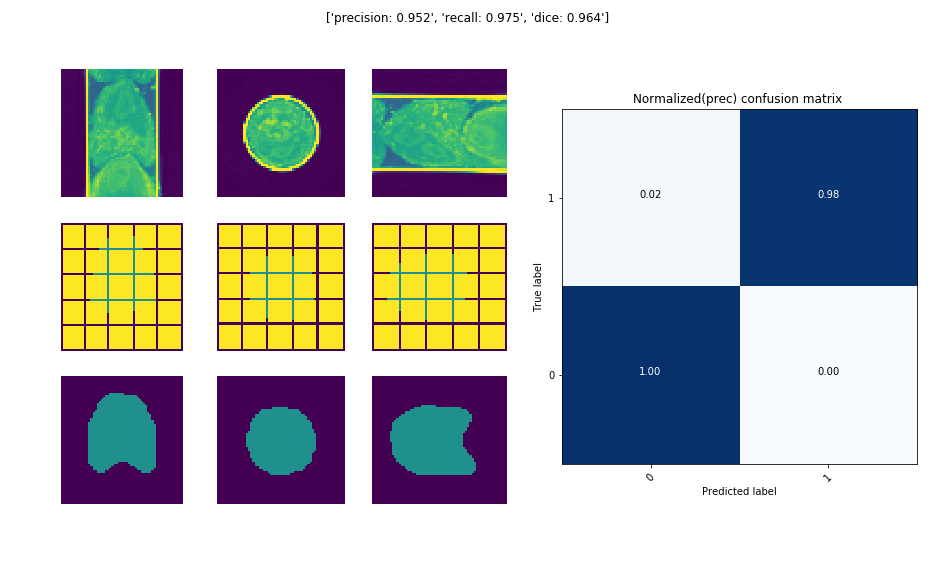 ['precision: 0.952', 'recall: 0.975', 'dice: 0.964']
Normalized(prec) confusion matrix
True label
1
0.02
0.98
0
1.00
0.00
0
1
Predicted label